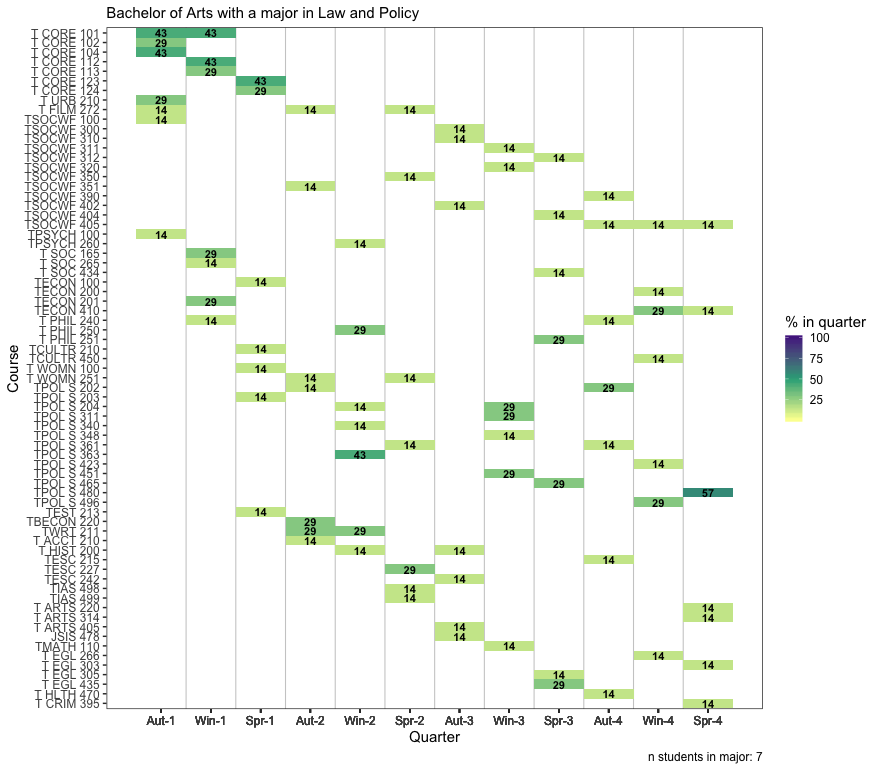 Bachelor of Arts with a major in Law and Policy
Course
T CORE 101 43 43
T CORE 102 29
T CORE 104 43
T CORE 112 43
T CORE 113 29
T CORE 123 43
T CORE 124 29
T URB 210 29
T FILM 272 14 14 14
TSOCWF 100 14
TSOCWF 300 14
TSOCWF 310 14
TSOCWF 311 14
TSOCWF 312 14
TSOCWF 320 14
TSOCWF 350 14
TSOCWF 351 14
TSOCWF 390 14
TSOCWF 402 14
TSOCWF 404 14
TSOCWF 405 14 14 14
TPSYCH 100 14
TPSYCH 260 14
T SOC 165 29
T SOC 265 14
T SOC 434 14
TECON 100 14
TECON 200 14
TECON 201 29
TECON 410 29 14
T PHIL 240 14 14
T PHIL 250 29
T PHIL 251 29
TCULTR 210 14
TCULTR 450 14
T WOMN 100 14
T WOMN 251 14 14
TPOL S 202 14 29
TPOL S 203 14
TPOL S 204 14 29
TPOL S 311 29
TPOL S 340 14
TPOL S 348 14
TPOL S 361 14 14
TPOL S 363 43
TPOL S 423 14
TPOL S 451 29
TPOL S 465 29
TPOL S 480 57
TPOL S 496 29
TEST 213 14
TBECON 220 29
TWRT 211 29 29
T ACCT 210 14
T HIST 200 14 14
TESC 215 14
TESC 227 29
TESC 242 14
TIAS 498 14
TIAS 499 14
T ARTS 220 14
T ARTS 314 14
T ARTS 405 14
JSIS 478 14
TMATH 110 14
T EGL 266 14
T EGL 303 14
T EGL 305 14
T EGL 435 29
T HLTH 470 14
T CRIM 395 14
Aut-1 Win-1 Spr-1 Aut-2 Win-2 Spr-2 Aut-3 Win-3 Spr-3 Aut-4 Win-4 Spr-4
Quarter
n students in major: 7
% in quarter
100
75
50
25